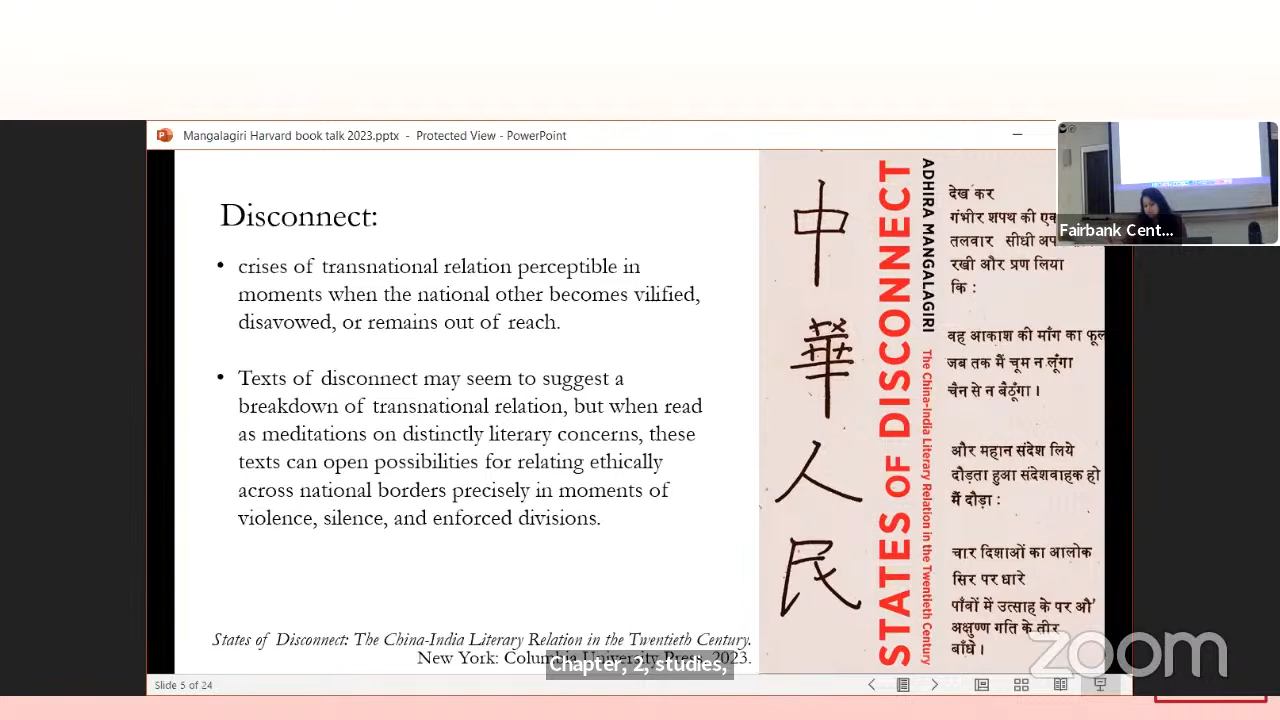 Mangalagiri Harvard book talk 2023.pptx - Protected View - PowerPoint
Fairbank Cent...
Disconnect:
• crises of transnational relation perceptible in
moments when the national other becomes vilified,
disavowed, or remains out of reach.
• Texts of disconnect may seem to suggest a
breakdown of transnational relation, but when read
as meditations on distinctly literary concerns, these
texts can open possibilities for relating ethically
across national borders precisely in moments of
violence, silence, and enforced divisions.
States of Disconnect: The China-India Literary Relation in the Twentieth Century.
New York: Columbia University Press, 2023.
Chapter, 2, studies,
中
華
人
民
STATES OF DISCONNECT
ADHIRA MANGALAGIRI
The China-India Literary Relation in the Twentieth Century
देख कर
गंभीर शपथ की एक
तलवार सीधी
रखी और प्रण लिया
कि :
वह आकाश की माँग का फूल
जब तक मैं चूम न लूँगा
चैन से न बैठूँगा ।
और महान संदेश लिये
दौड़ता हुआ संदेशवाहक हो
मैं दौड़ा :
चार दिशाओं का आलोक
सिर पर धारे
पाँवों में उत्साह के पर औ'
अक्षुण्ण गति के तीर
बाँधे ।
zoom
Slide 5 of 24